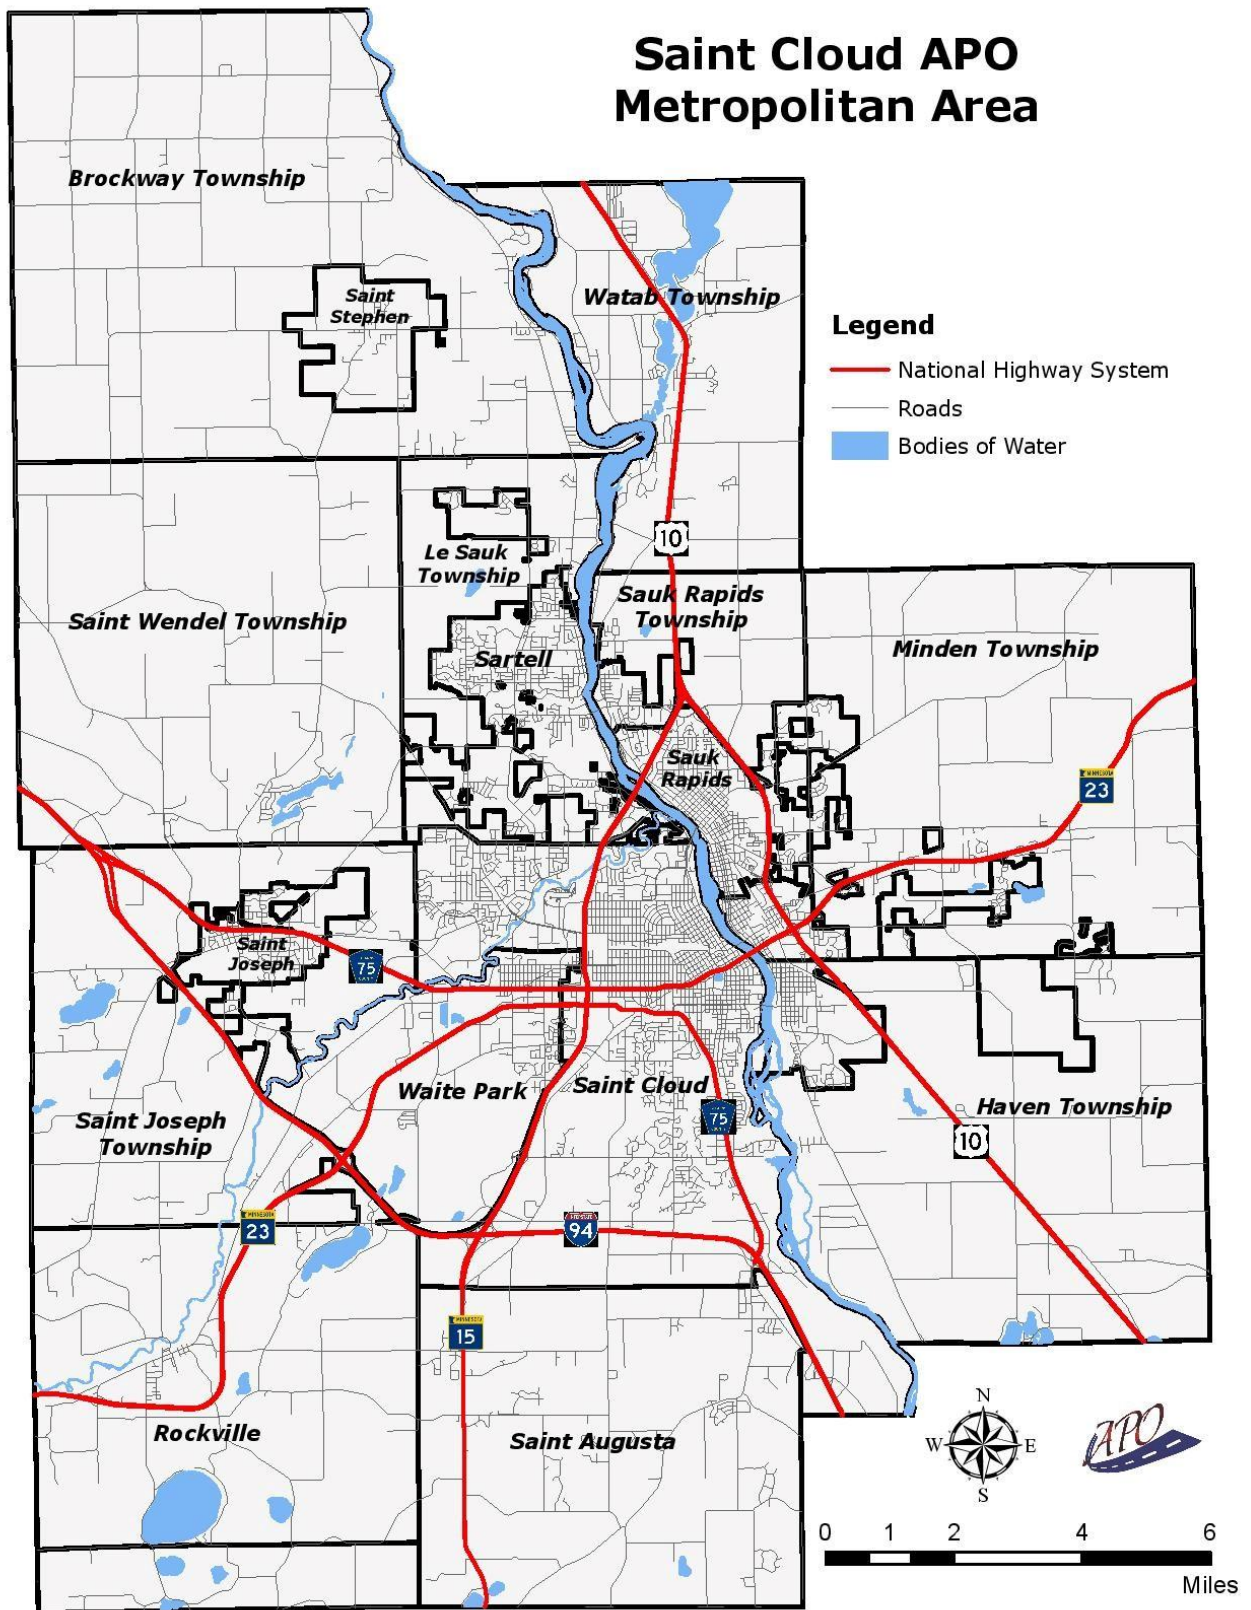 Saint Cloud APO
Metropolitan Area
Brockway Township
Saint
Stephen
Watab Township
Legend
National Highway System
Roads
Bodies of Water
10
Le Sauk
Township
Sauk Rapids
Township
Saint Wendel Township
Minden Township
Sartell
Sauk
Rapids
MINNESOTA
23
Saint
Joseph
75
Waite Park
Saint Cloud
75
Saint Joseph
Township
Haven Township
10
MINNESOTA
23
94
MINNESOTA
15
Rockville
Saint Augusta
N
W
E
S
APO
0 1 2 4 6
Miles